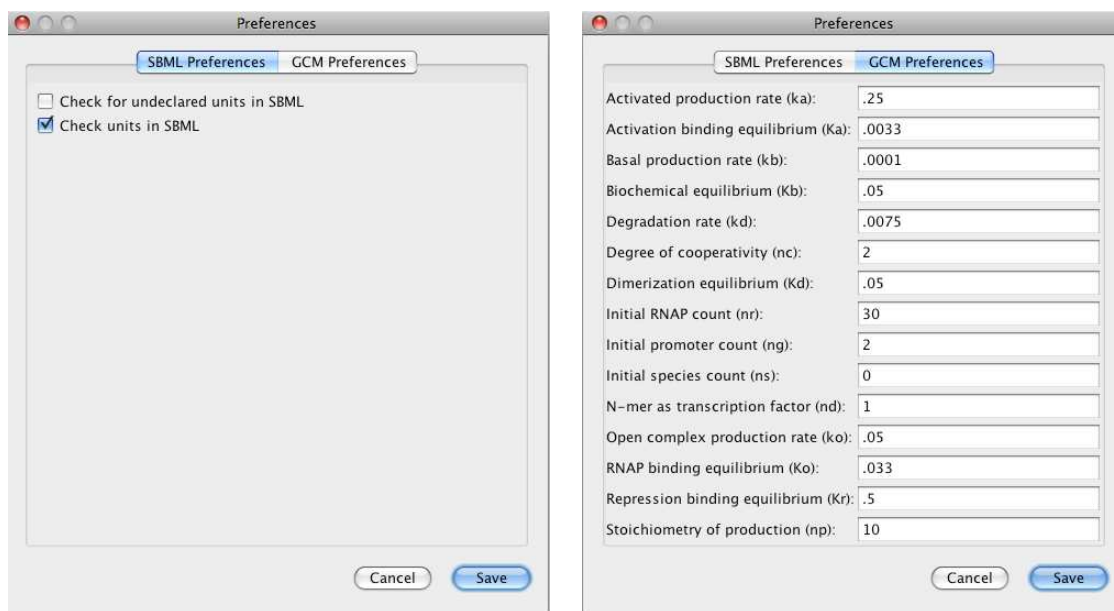 Preferences
SBML Preferences GCM Preferences
Check for undeclared units in SBML
Check units in SBML
Cancel Save
Preferences
SBML Preferences GCM Preferences
Activated production rate (ka): .25
Activation binding equilibrium (Ka): .0033
Basal production rate (kb): .0001
Biochemical equilibrium (Kb): .05
Degradation rate (kd): .0075
Degree of cooperativity (nc): 2
Dimerization equilibrium (Kd): .05
Initial RNAP count (nr): 30
Initial promoter count (ng): 2
Initial species count (ns): 0
N-mer as transcription factor (nd): 1
Open complex production rate (ko): .05
RNAP binding equilibrium (Ko): .033
Repression binding equilibrium (Kr): .5
Stoichiometry of production (np): 10
Cancel Save